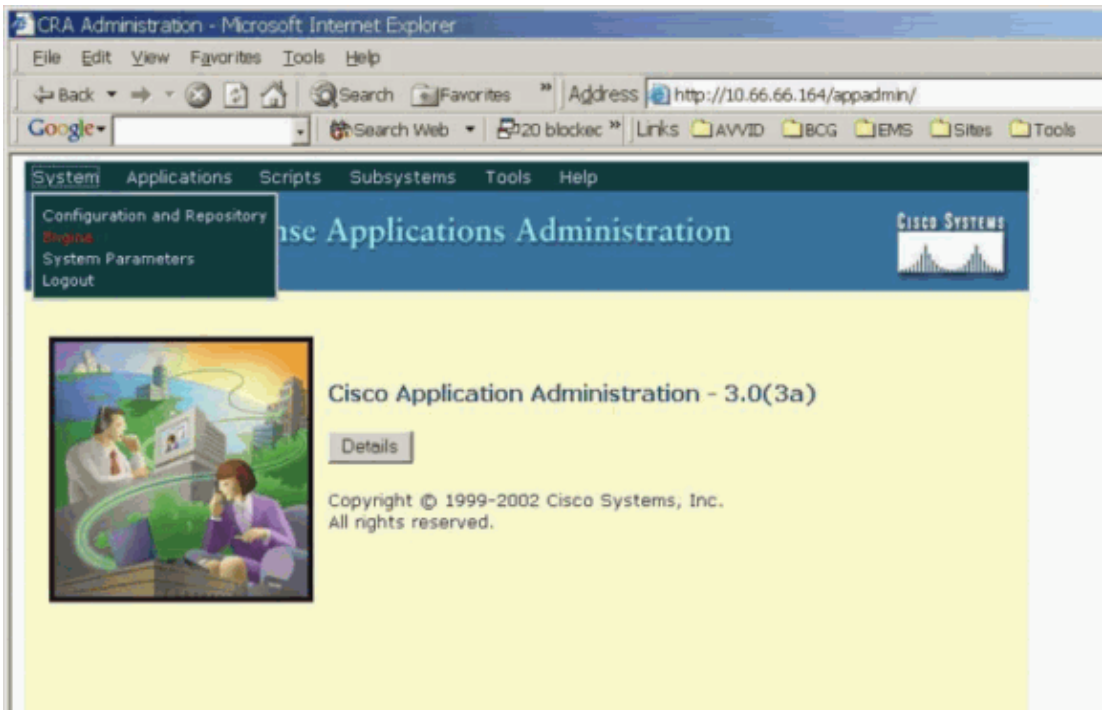 CRA Administration - Microsoft Internet Explorer
File Edit View Favorites Tools Help
Back Search Favorites » Address http://10.66.66.164/appadmin/
Google Search Web 20 blockec » Links AVVID BCG EMS Sites Tools
System Applications Scripts Subsystems Tools Help
Configuration and Repository
Engine
System Parameters
Logout
nse Applications Administration
CISCO SYSTEMS
Cisco Application Administration - 3.0(3a)
Details
Copyright © 1999-2002 Cisco Systems, Inc.
All rights reserved.